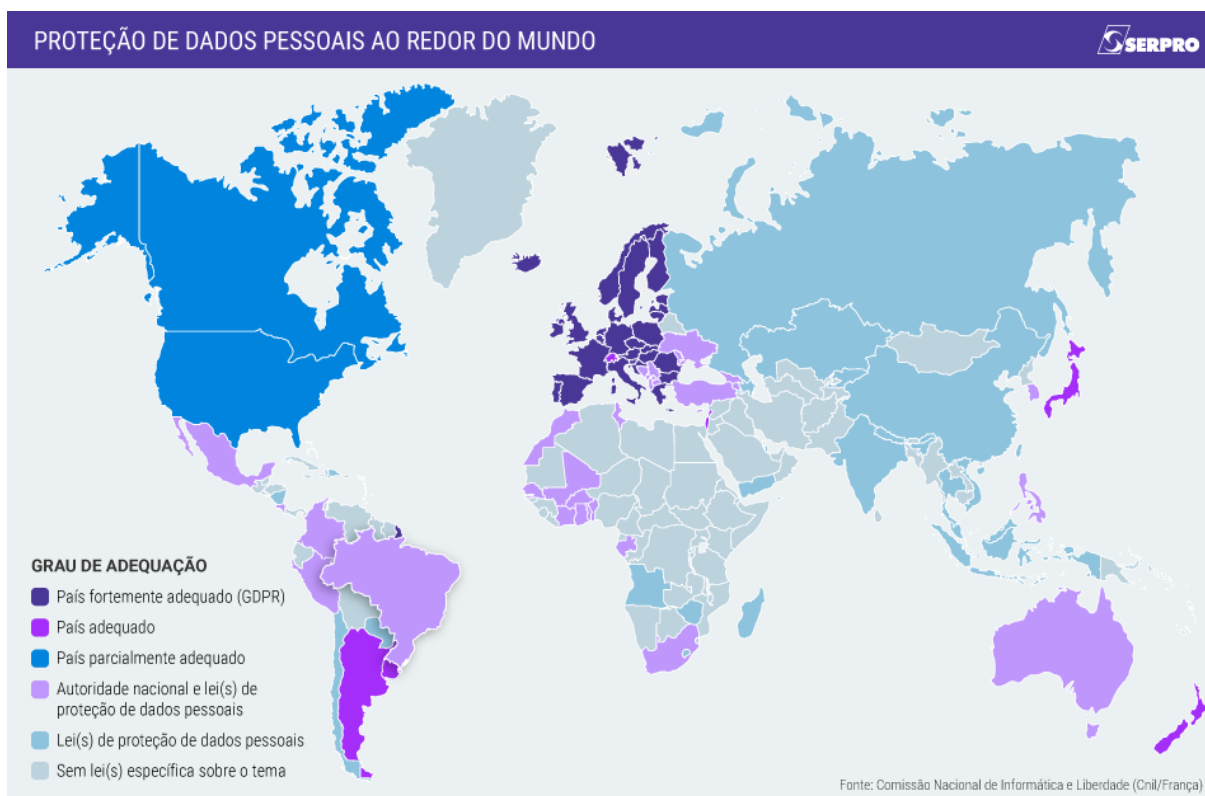 PROTEÇÃO DE DADOS PESSOAIS AO REDOR DO MUNDO
SERPRO
GRAU DE ADEQUAÇÃO
País fortemente adequado (GDPR)
País adequado
País parcialmente adequado
Autoridade nacional e lei(s) de
proteção de dados pessoais
Lei(s) de proteção de dados pessoais
Sem lei(s) específica sobre o tema
Fonte: Comissão Nacional de Informática e Liberdade (Cnil/França)